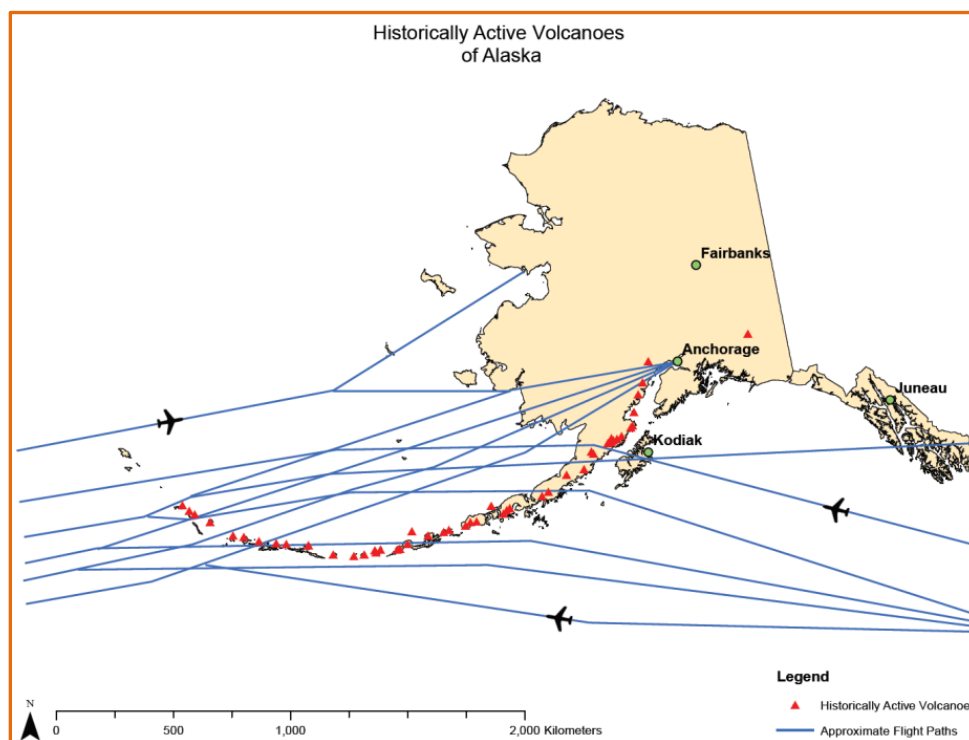 Historically Active Volcanoes
of Alaska
Fairbanks
Anchorage
Juneau
Kodiak
Legend
N
Historically Active Volcanoe
0 500 1,000 2,000 Kilometers
Approximate Flight Paths